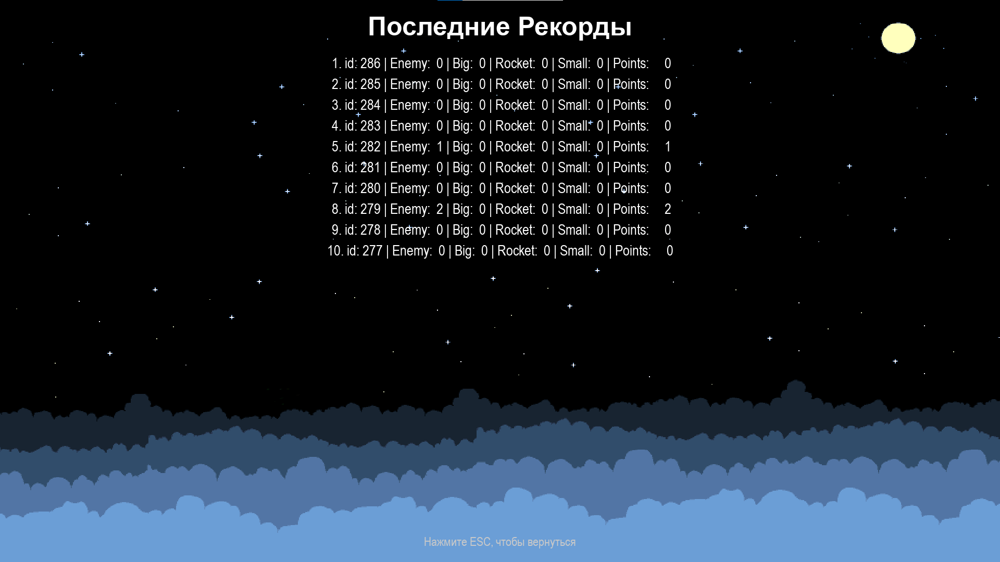 Последние Рекорды
1. id: 286 | Enemy: 0 | Big: 0 | Rocket: 0 | Small: 0 | Points: 0
2. id: 285 | Enemy: 0 | Big: 0 | Rocket: 0 | Small: 0 | Points: 0
3. id: 284 | Enemy: 0 | Big: 0 | Rocket: 0 | Small: 0 | Points: 0
4. id: 283 | Enemy: 0 | Big: 0 | Rocket: 0 | Small: 0 | Points: 0
5. id: 282 | Enemy: 1 | Big: 0 | Rocket: 0 | Small: 0 | Points: 1
6. id: 281 | Enemy: 0 | Big: 0 | Rocket: 0 | Small: 0 | Points: 0
7. id: 280 | Enemy: 0 | Big: 0 | Rocket: 0 | Small: 0 | Points: 0
8. id: 279 | Enemy: 2 | Big: 0 | Rocket: 0 | Small: 0 | Points: 2
9. id: 278 | Enemy: 0 | Big: 0 | Rocket: 0 | Small: 0 | Points: 0
10. id: 277 | Enemy: 0 | Big: 0 | Rocket: 0 | Small: 0 | Points: 0
Нажмите ESC, чтобы вернуться